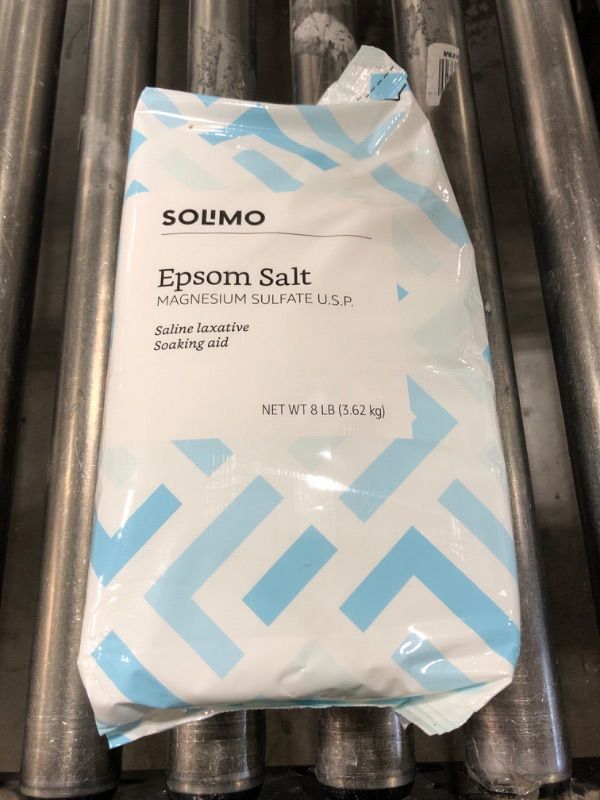 SOLIMO
Epsom Salt
MAGNESIUM SULFATE U.S.P.
Saline laxative
Soaking aid
NET WT 8 LB (3.62 kg)